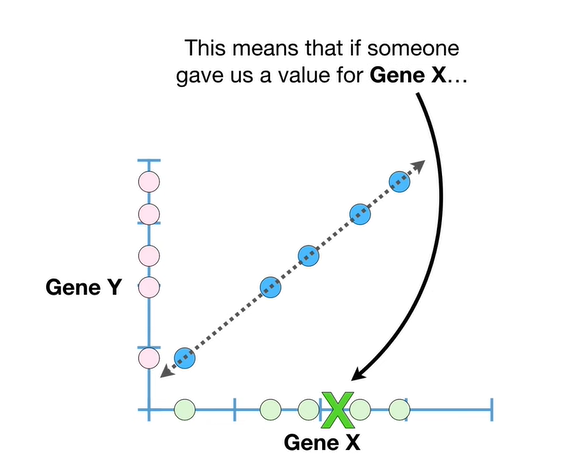 This means that if someone
gave us a value for Gene X...
Gene Y
X
Gene X